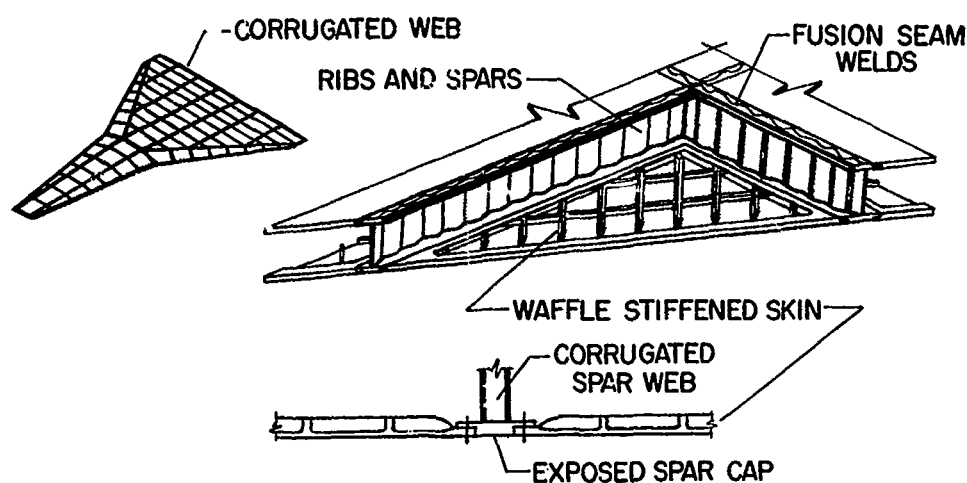 -CORRUGATED WEB
RIBS AND SPARS
FUSION SEAM
WELDS
WAFFLE STIFFENED SKIN
CORRUGATED
SPAR WEB
EXPOSED SPAR CAP